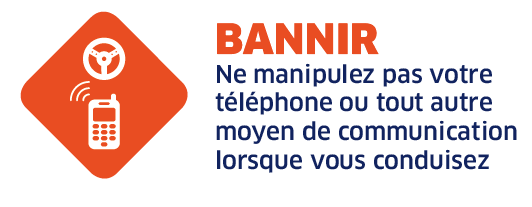 BANNIR
Ne manipulez pas votre
téléphone ou tout autre
moyen de communication
lorsque vous conduisez